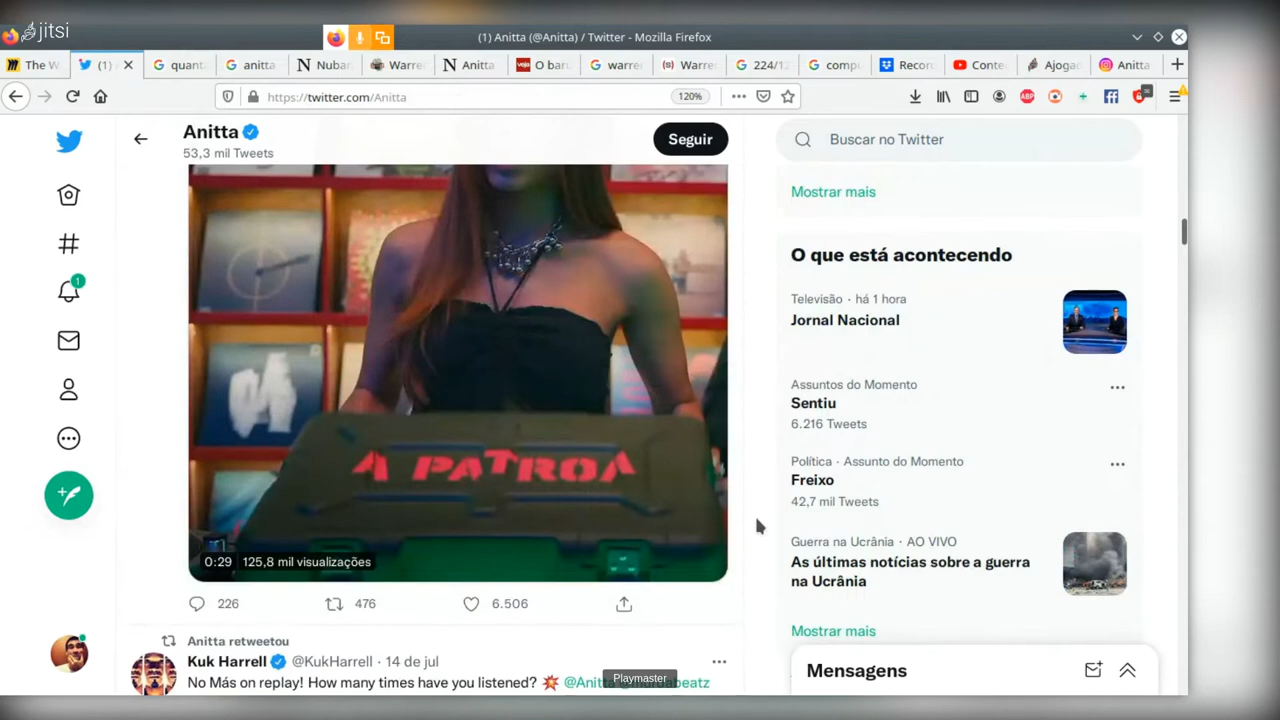 jitsi
(1) Anitta (@Anitta) / Twitter - Mozilla Firefox
The W
(1)
quant
anitta
Nubar
Warre
Anitta
O baru
warre
(Warre
224/12
comp
Recor
Conte
Ajogad
Anitta
https://twitter.com/Anitta
120%
ABP
Anitta
53,3 mil Tweets
Seguir
A PATROA
0:29 125,8 mil visualizações
226
476
6.506
Anitta retweetou
Kuk Harrell @KukHarrell · 14 de jul
No Más on replay! How many times have you listened? 💥 @Anitta
Playmaster
1
Buscar no Twitter
Mostrar mais
O que está acontecendo
Televisão · há 1 hora
Jornal Nacional
Assuntos do Momento
Sentiu
6.216 Tweets
Política · Assunto do Momento
Freixo
42,7 mil Tweets
Guerra na Ucrânia · AO VIVO
As últimas notícias sobre a guerra
na Ucrânia
Mostrar mais
Mensagens